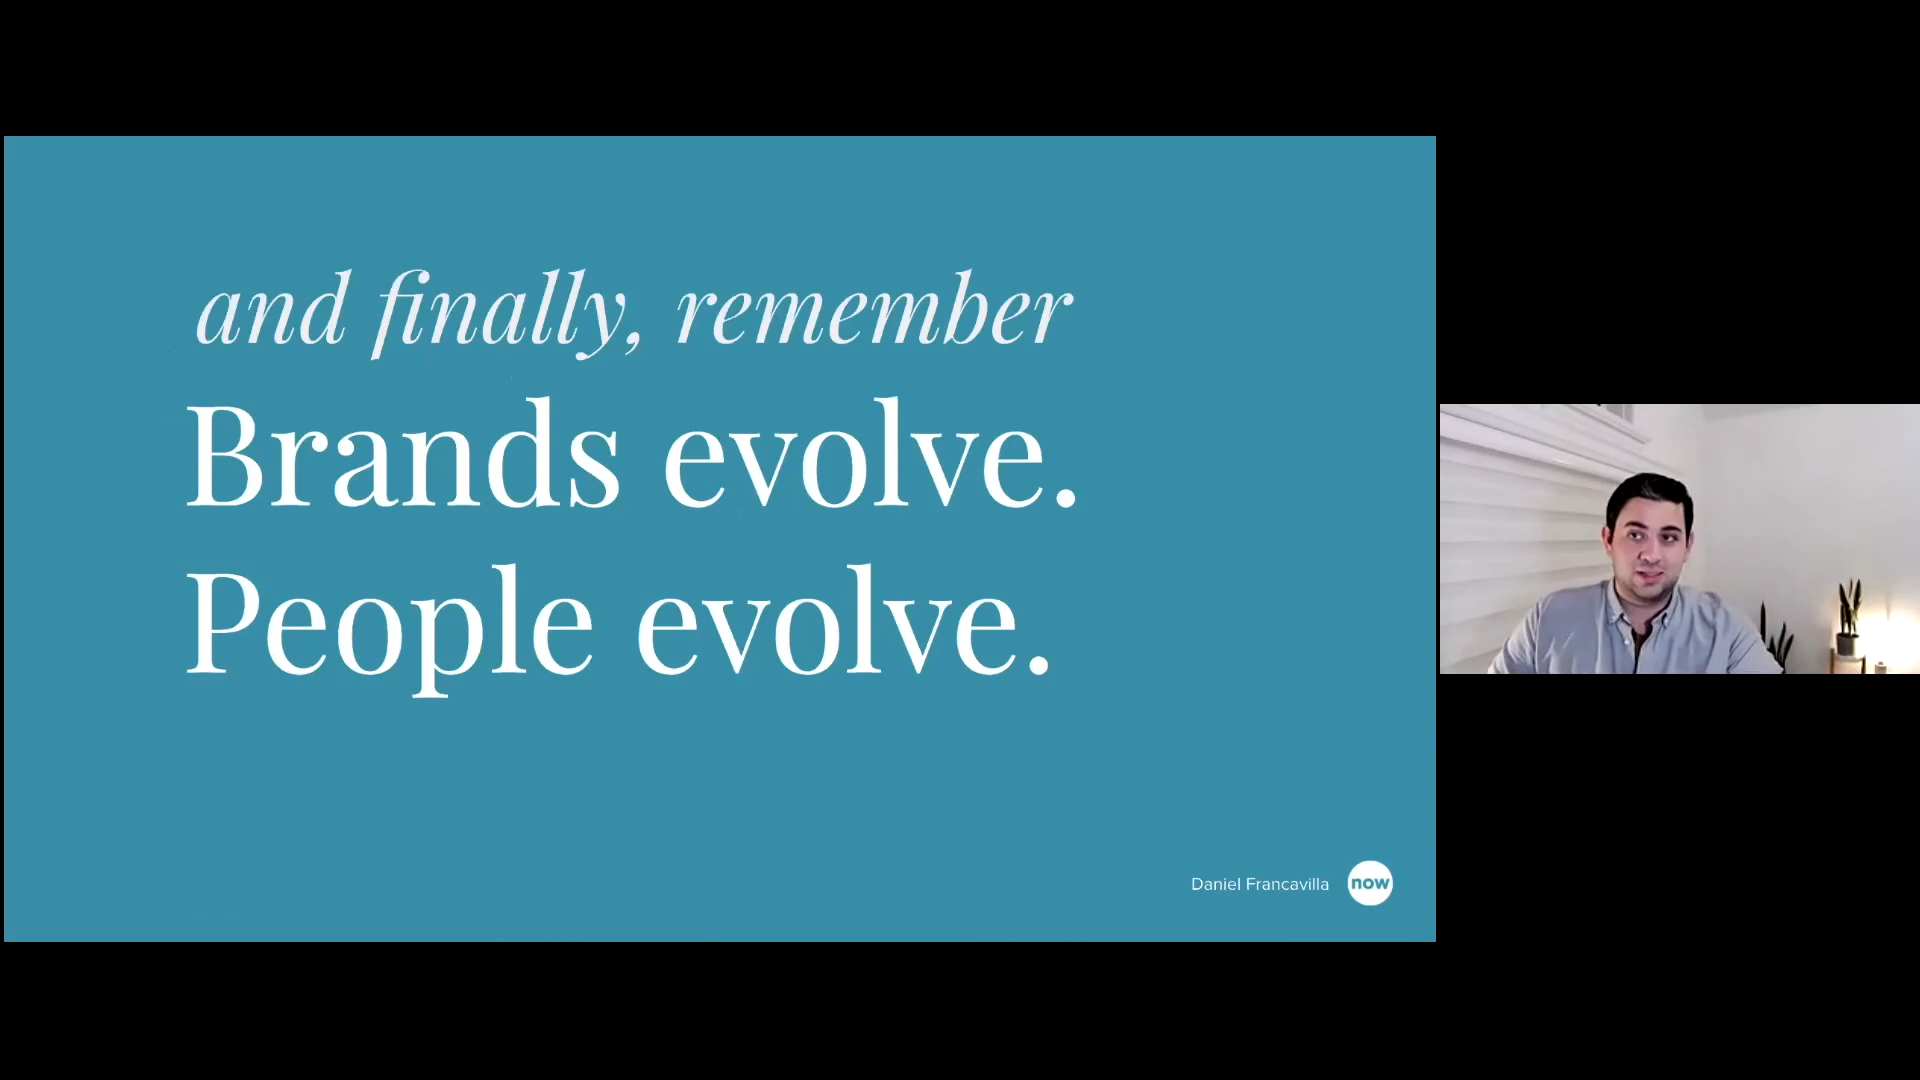 and finally, remember
Brands evolve.
People evolve.
Daniel Francavilla
now